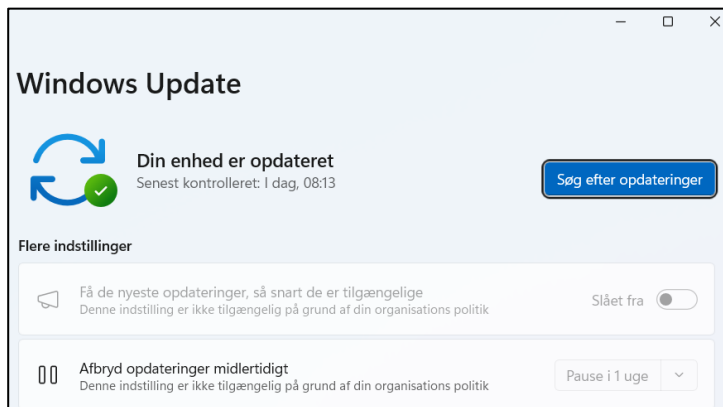 Windows Update
Din enhed er opdateret
Senest kontrolleret: I dag, 08:13
Søg efter opdateringer
Flere indstillinger
Få de nyeste opdateringer, så snart de er tilgængelige
Denne indstilling er ikke tilgængelig på grund af din organisations politik
Slået fra
Afbryd opdateringer midlertidigt
Denne indstilling er ikke tilgængelig på grund af din organisations politik
Pause i 1 uge